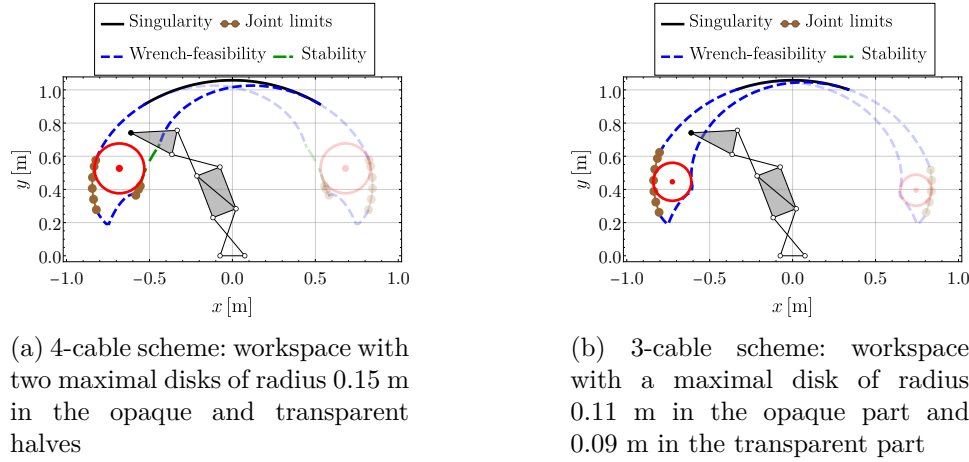 Singularity Joint limits
Wrench-feasibility Stability
1.0
0.8
0.6
0.4
0.2
0.0
y [m]
−1.0 −0.5 0.0 0.5 1.0
x [m]
(a) 4-cable scheme: workspace with
two maximal disks of radius 0.15 m
in the opaque and transparent
halves
Singularity Joint limits
Wrench-feasibility Stability
1.0
0.8
0.6
0.4
0.2
0.0
y [m]
−1.0 −0.5 0.0 0.5 1.0
x [m]
(b) 3-cable scheme: workspace
with a maximal disk of radius
0.11 m in the opaque part and
0.09 m in the transparent part